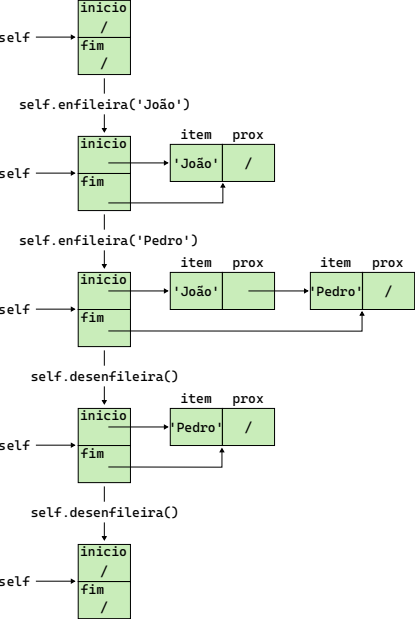 inicio
/
self
fim
/
self.enfileira('João')
item prox
inicio
'João' /
self
fim
self.enfileira('Pedro')
item prox item prox
inicio
'João' 'Pedro' /
self
fim
self.desenfileira()
item prox
inicio
'Pedro' /
self
fim
self.desenfileira()
inicio
/
self
fim
/